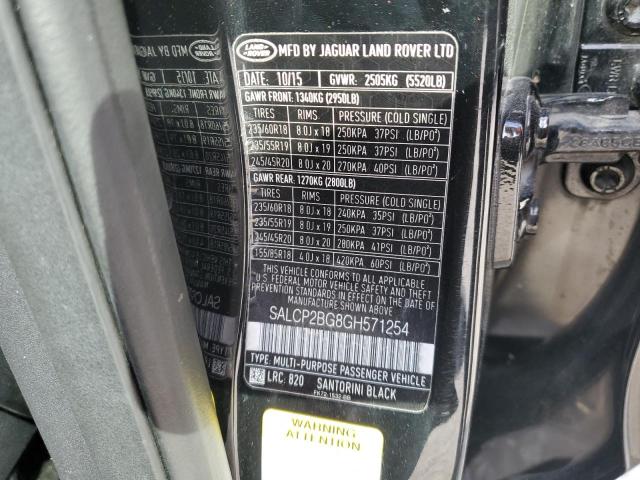 LAND ROVER MFD BY JAGUAR LAND ROVER LTD
DATE: 10/15 GVWR: 2505KG (5520LB)
GAWR FRONT: 1340KG (2950LB)
TIRES RIMS PRESSURE (COLD SINGLE)
235/60R18 8.0J x 18 250KPA 37PSI (LB/PO²)
235/55R19 8.0J x 19 250KPA 37PSI (LB/PO²)
245/45R20 8.0J x 20 270KPA 40PSI (LB/PO²)
GAWR REAR: 1270KG (2800LB)
TIRES RIMS PRESSURE (COLD SINGLE)
235/60R18 8.0J x 18 240KPA 35PSI (LB/PO²)
235/55R19 8.0J x 19 250KPA 37PSI (LB/PO²)
245/45R20 8.0J x 20 280KPA 41PSI (LB/PO²)
155/85R18 4.0J x 18 420KPA 60PSI (LB/PO²)
THIS VEHICLE CONFORMS TO ALL APPLICABLE
U.S. FEDERAL MOTOR VEHICLE SAFETY, BUMPER AND THEFT
PREVENTION STANDARDS IN EFFECT ON THE DATE OF
MANUFACTURE SHOWN ABOVE.
SALCP2BG8GH571254
TYPE: MULTI-PURPOSE PASSENGER VEHICLE
LRC: 820 SANTORINI BLACK
FK72-1532-BB
WARNING
ATTENTION